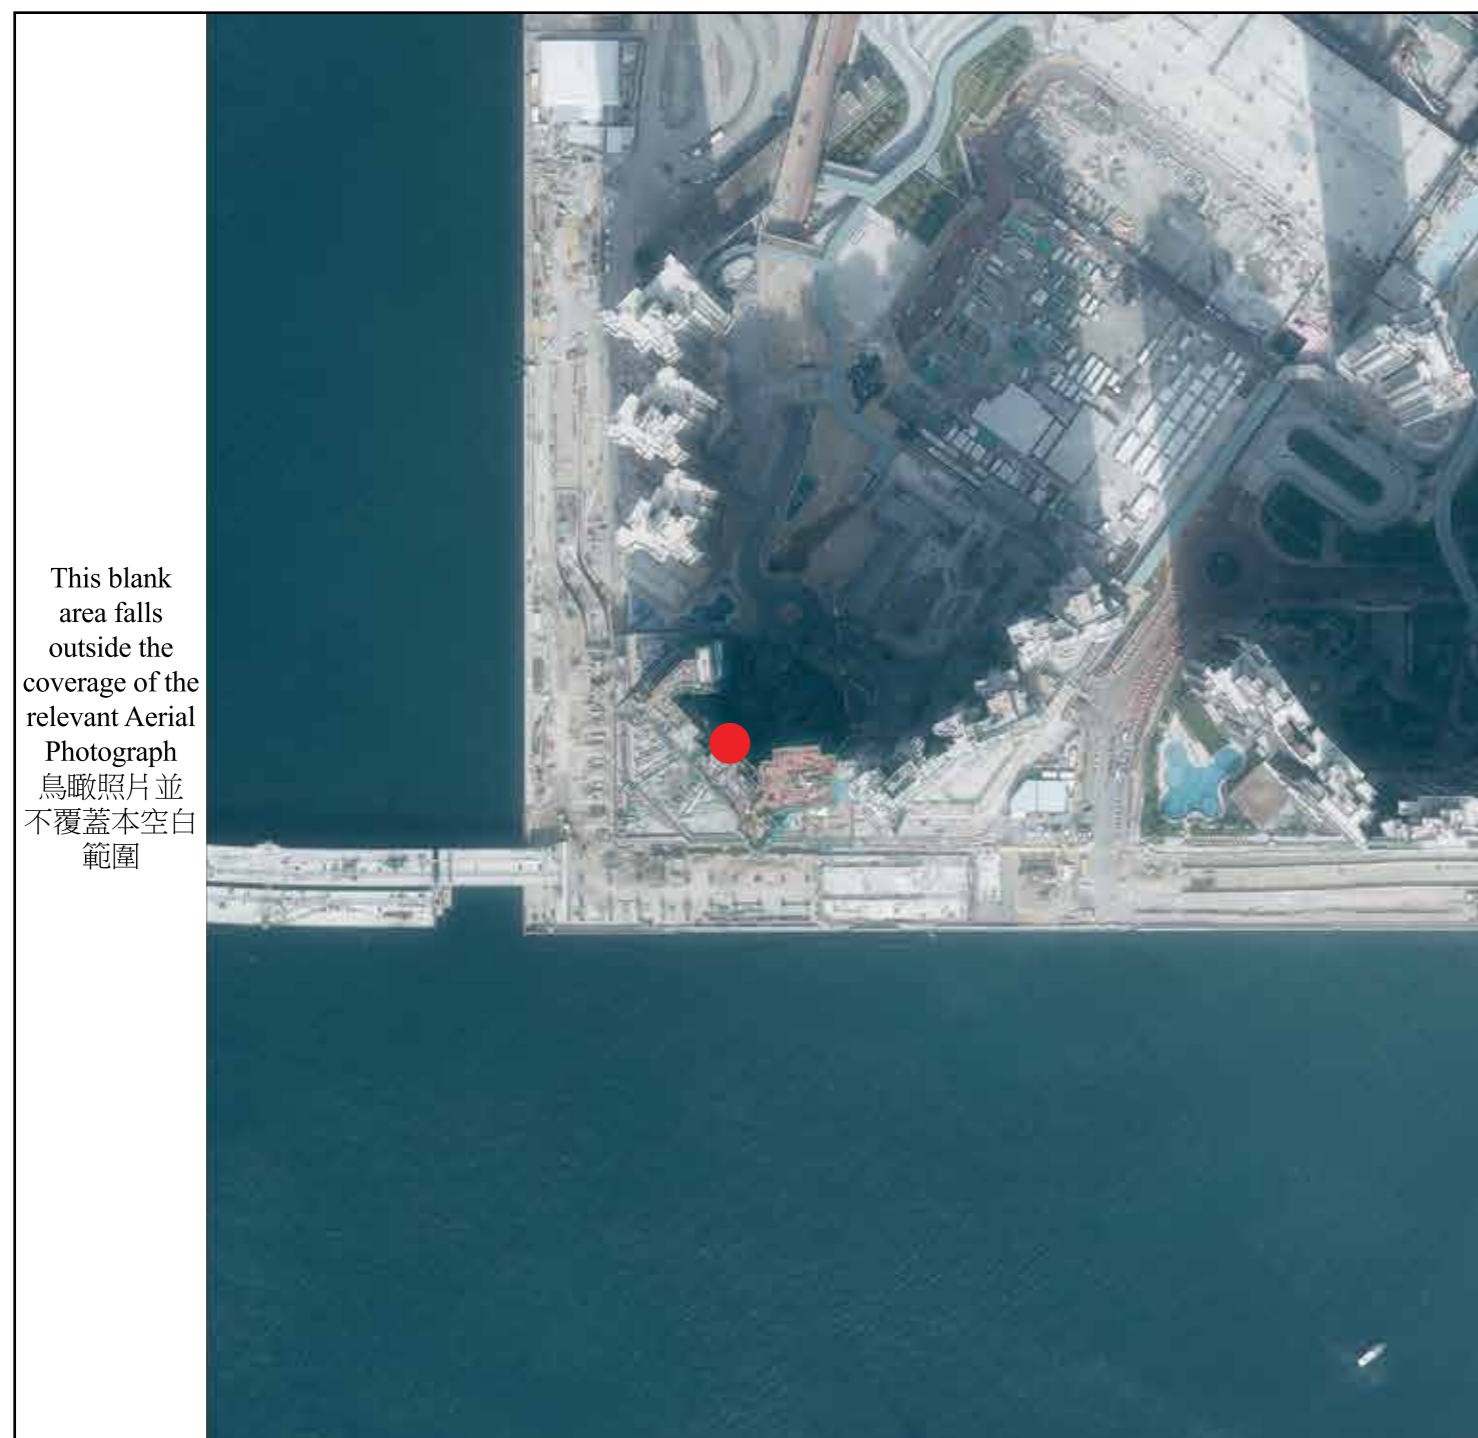 This blank
area falls
outside the
coverage of the
relevant Aerial
Photograph
鳥瞰照片並
不覆蓋本空白
範圍